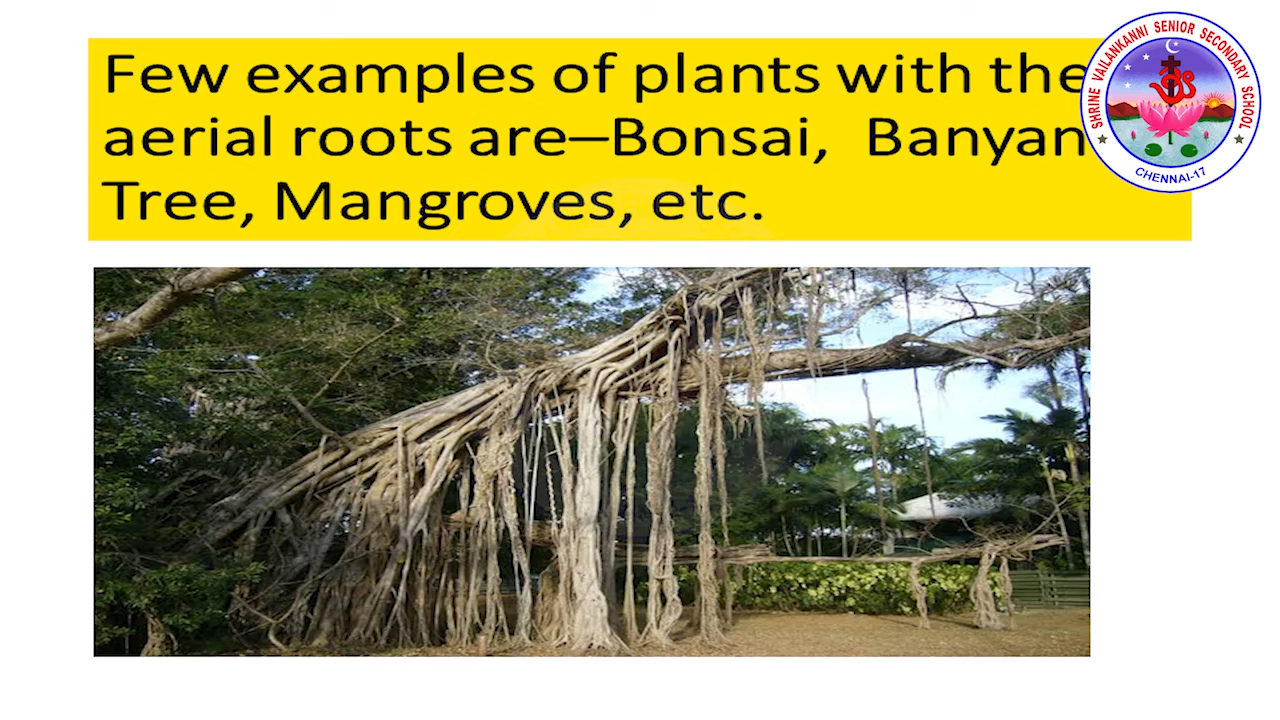 Few examples of plants with the
aerial roots are–Bonsai, Banyan
Tree, Mangroves, etc.
SHRINE VAILANKANNI SENIOR SECONDARY SCHOOL
CHENNAI-17